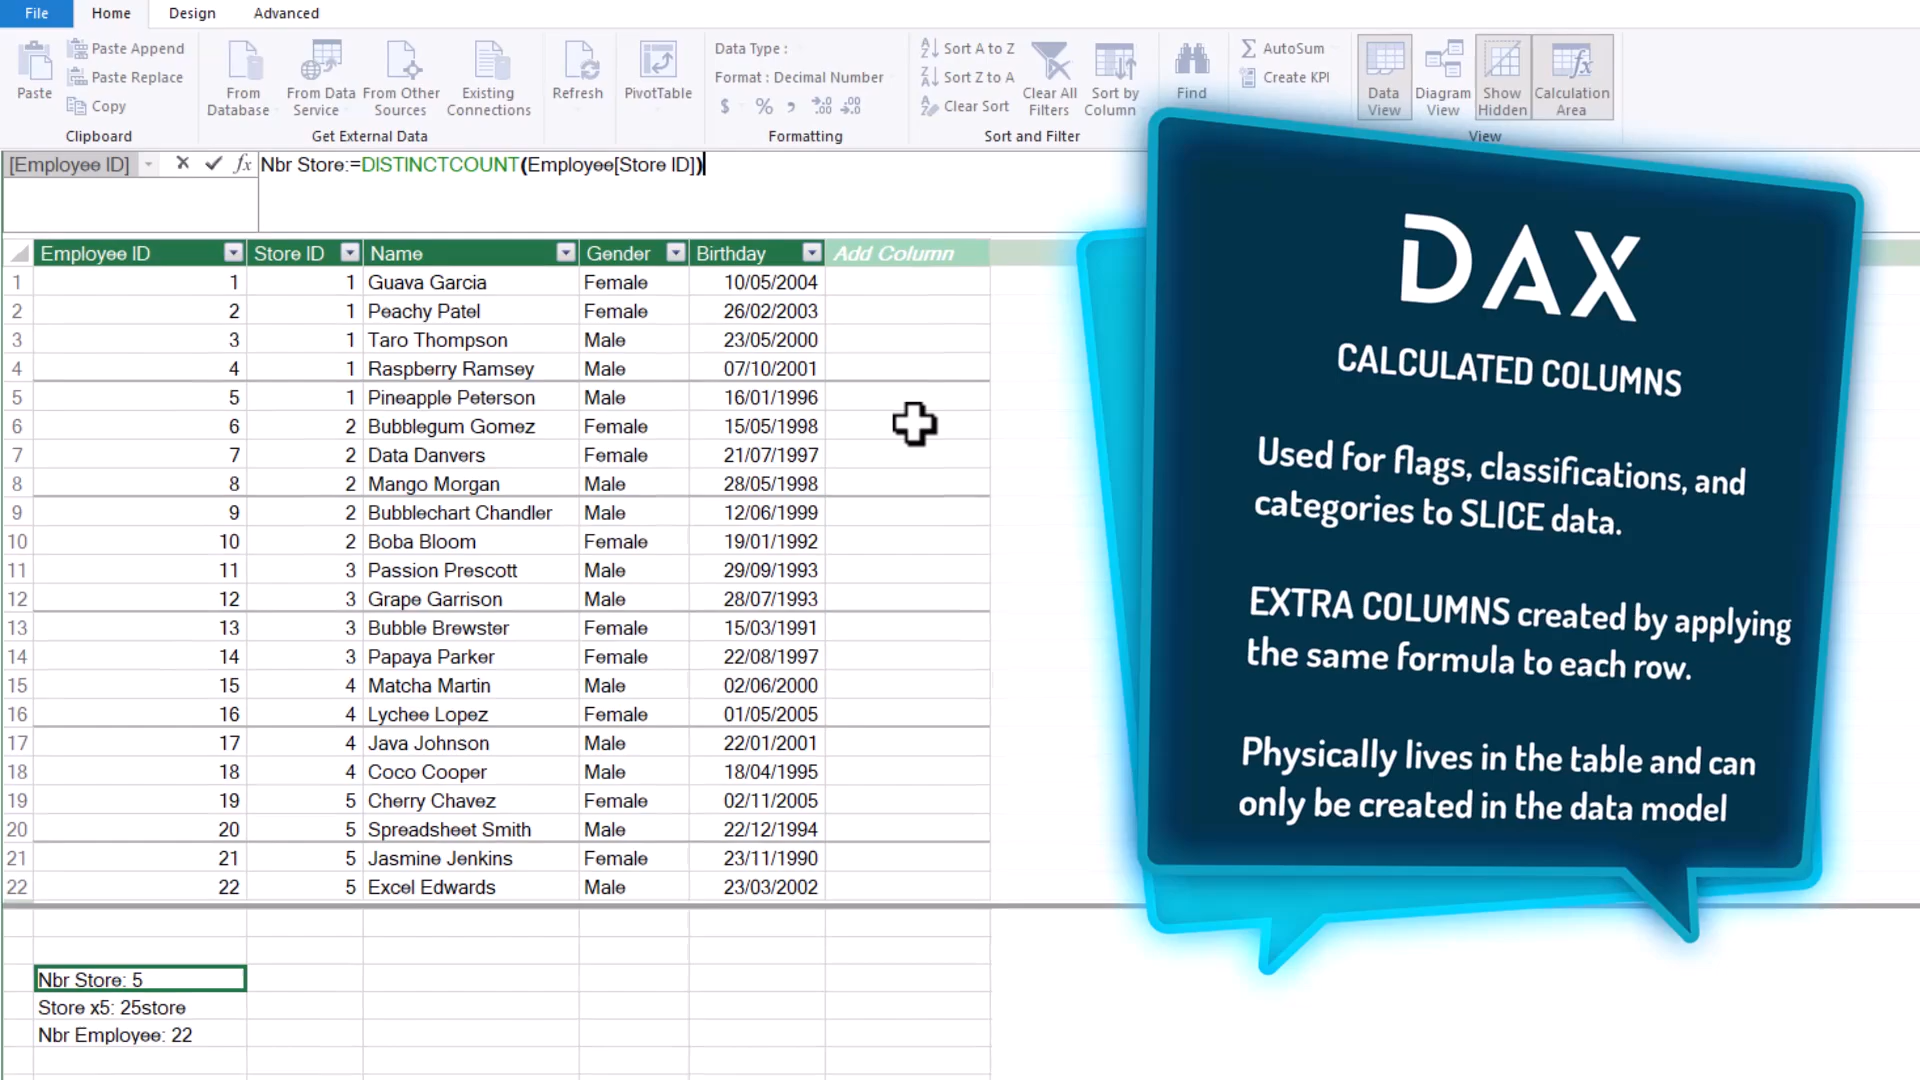 File Home Design Advanced
Paste
Paste Append
Paste Replace
Copy
Clipboard
From Database
From Data Service
From Other Sources
Existing Connections
Get External Data
Refresh
PivotTable
Data Type :
Format : Decimal Number
$ % ,
Formatting
Sort A to Z
Sort Z to A
Clear Sort
Clear All Filters
Sort by Column
Sort and Filter
Find
AutoSum
Create KPI
Data View
Diagram View
Show Hidden
Calculation Area
View
[Employee ID] fx Nbr Store:=DISTINCTCOUNT(Employee[Store ID])
Employee ID Store ID Name Gender Birthday Add Column
1 1 1 Guava Garcia Female 10/05/2004
2 2 1 Peachy Patel Female 26/02/2003
3 3 1 Taro Thompson Male 23/05/2000
4 4 1 Raspberry Ramsey Male 07/10/2001
5 5 1 Pineapple Peterson Male 16/01/1996
6 6 2 Bubblegum Gomez Female 15/05/1998
7 7 2 Data Danvers Female 21/07/1997
8 8 2 Mango Morgan Male 28/05/1998
9 9 2 Bubblechart Chandler Male 12/06/1999
10 10 2 Boba Bloom Female 19/01/1992
11 11 3 Passion Prescott Male 29/09/1993
12 12 3 Grape Garrison Male 28/07/1993
13 13 3 Bubble Brewster Female 15/03/1991
14 14 3 Papaya Parker Female 22/08/1997
15 15 4 Matcha Martin Male 02/06/2000
16 16 4 Lychee Lopez Female 01/05/2005
17 17 4 Java Johnson Male 22/01/2001
18 18 4 Coco Cooper Male 18/04/1995
19 19 5 Cherry Chavez Female 02/11/2005
20 20 5 Spreadsheet Smith Male 22/12/1994
21 21 5 Jasmine Jenkins Female 23/11/1990
22 22 5 Excel Edwards Male 23/03/2002
Nbr Store: 5
Store x5: 25store
Nbr Employee: 22
DAX
CALCULATED COLUMNS
Used for flags, classifications, and
categories to SLICE data.
EXTRA COLUMNS created by applying
the same formula to each row.
Physically lives in the table and can
only be created in the data model